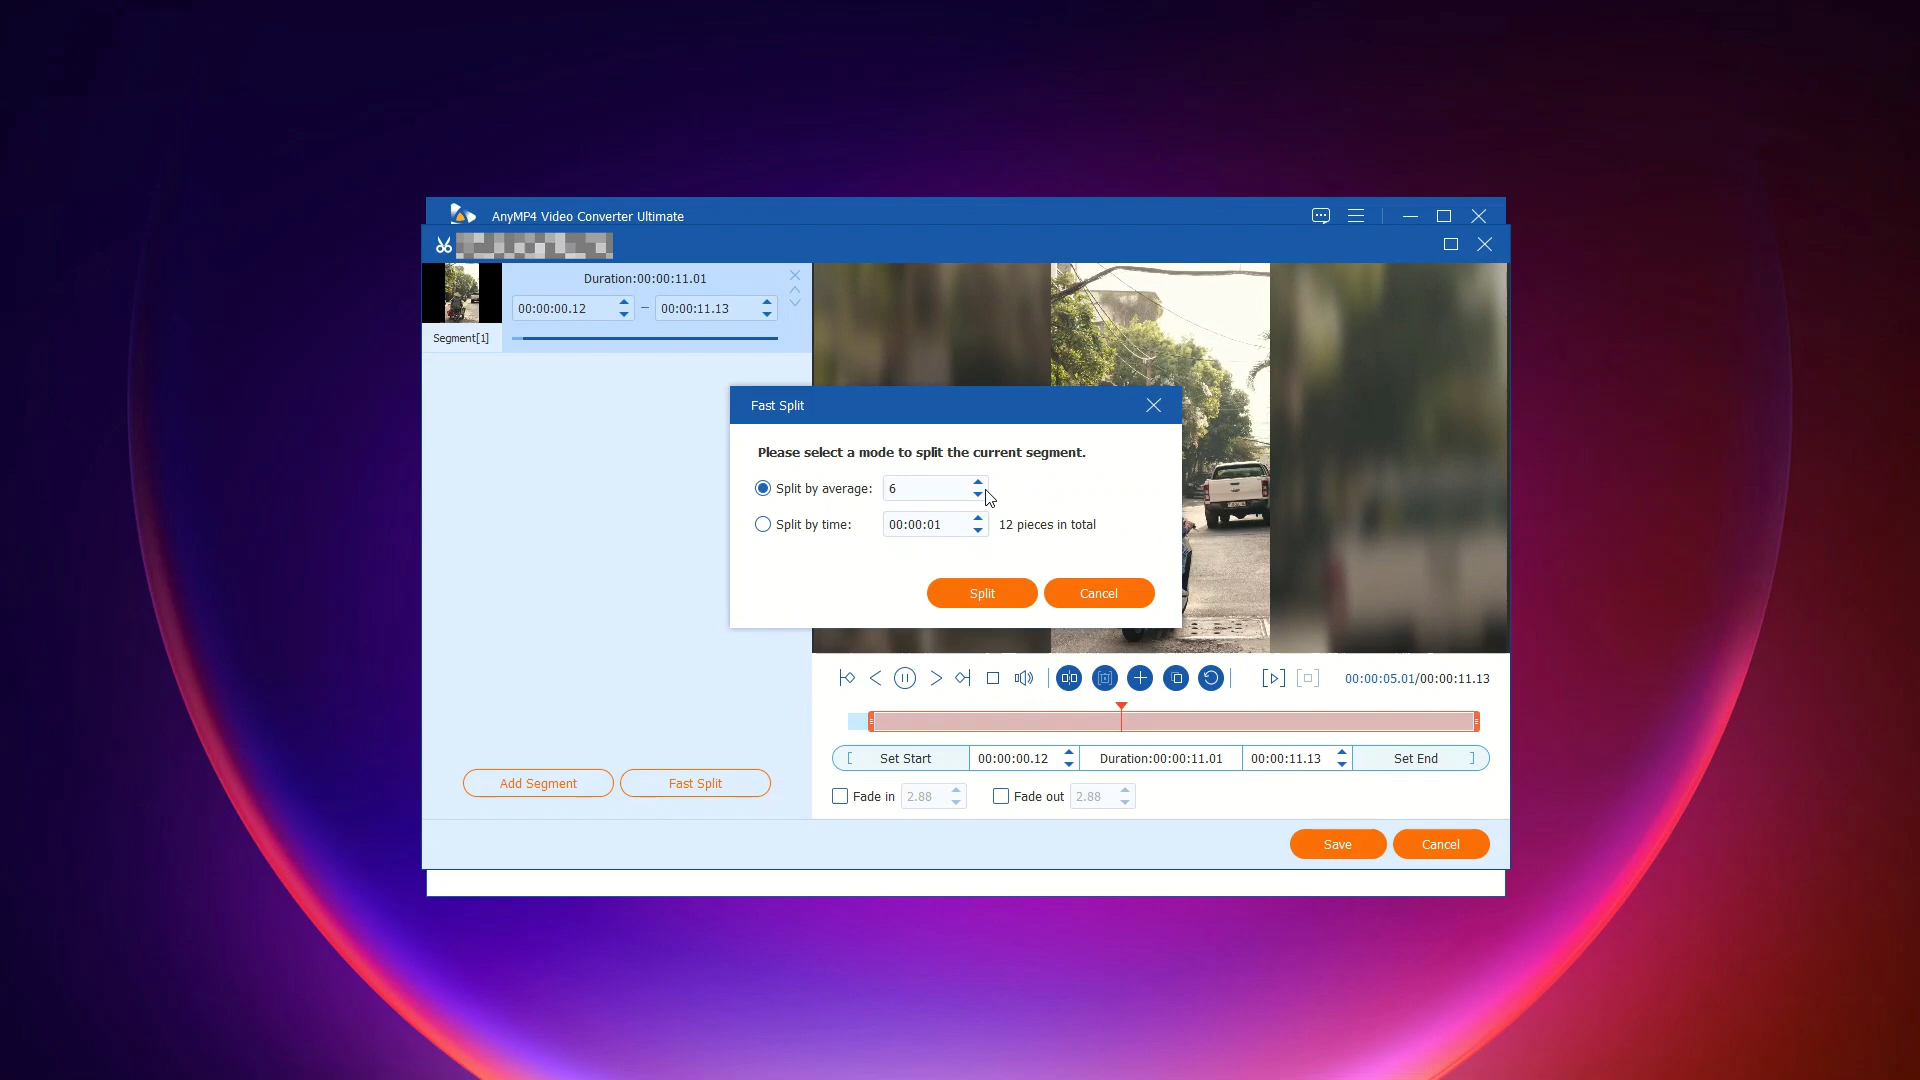 AnyMP4 Video Converter Ultimate
Duration:00:00:11.01
00:00:00.12 – 00:00:11.13
Segment[1]
Fast Split
Please select a mode to split the current segment.
Split by average: 6
Split by time: 00:00:01 12 pieces in total
Split Cancel
00:00:05.01/00:00:11.13
[ Set Start 00:00:00.12 Duration:00:00:11.01 00:00:11.13 Set End ]
Add Segment Fast Split
Fade in 2.88 Fade out 2.88
Save Cancel